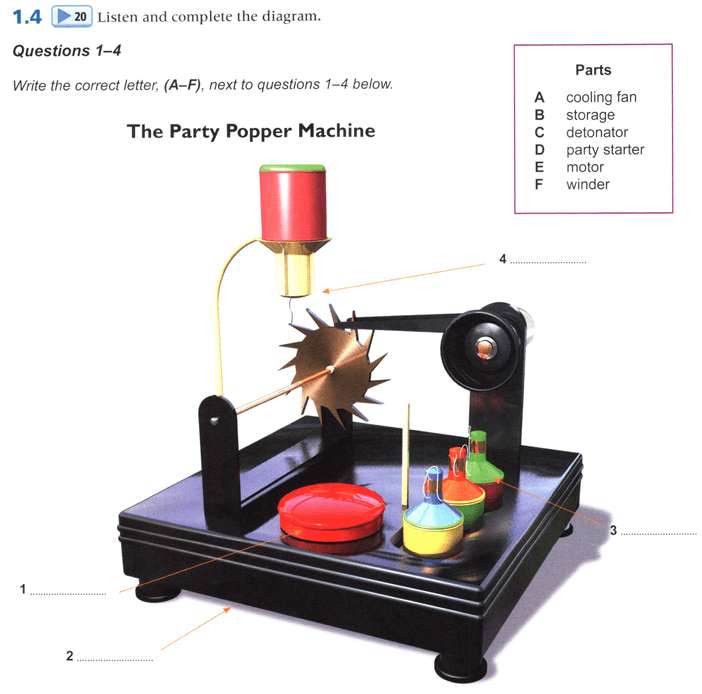 1.4 20 Listen and complete the diagram.
Questions 1–4
Write the correct letter, (A–F), next to questions 1–4 below.
The Party Popper Machine
Parts
A cooling fan
B storage
C detonator
D party starter
E motor
F winder
4 ........................
3 ........................
1 ........................
2 ........................